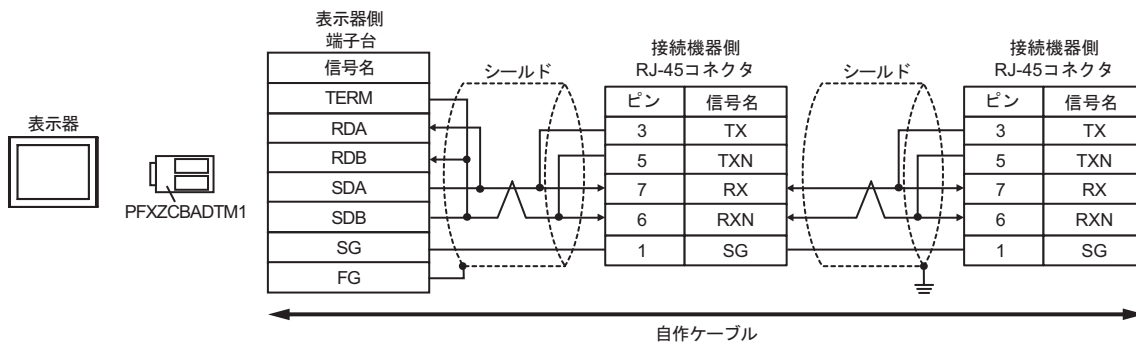 表示器
PFXZCBADTM1
表示器側
端子台
信号名
TERM
RDA
RDB
SDA
SDB
SG
FG
シールド
接続機器側
RJ-45コネクタ
ピン 信号名
3 TX
5 TXN
7 RX
6 RXN
1 SG
シールド
接続機器側
RJ-45コネクタ
ピン 信号名
3 TX
5 TXN
7 RX
6 RXN
1 SG
自作ケーブル